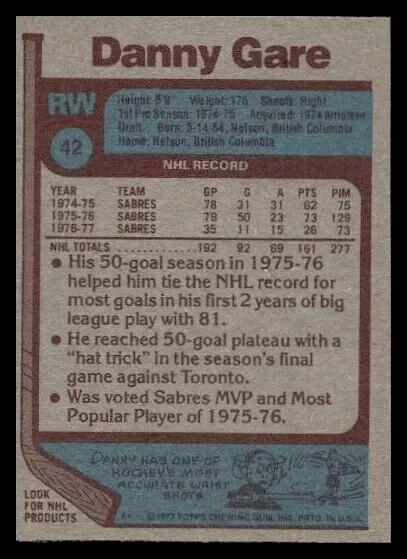 Danny Gare
RW
Height: 5'9" Weight: 175 Shoots: Right
1st Pro Season: 1974-75 Acquired: 1974 Amateur
42
Draft Born: 5-14-54, Nelson, British Columbia
Home: Nelson, British Columbia
NHL RECORD
YEAR TEAM GP G A PTS PIM
1974-75 SABRES 78 31 31 62 75
1975-76 SABRES 79 50 23 73 129
1976-77 SABRES 35 11 15 26 73
NHL TOTALS 192 92 69 161 277
● His 50-goal season in 1975-76
helped him tie the NHL record for
most goals in his first 2 years of big
league play with 81.
● He reached 50-goal plateau with a
"hat trick" in the season's final
game against Toronto.
● Was voted Sabres MVP and Most
Popular Player of 1975-76.
DANNY HAS ONE OF
HOCKEY'S MOST
ACCURATE WRIST
SHOTS
LOOK
FOR NHL
PRODUCTS
© 1977 TOPPS CHEWING GUM, INC. PRTD. IN U.S.A.